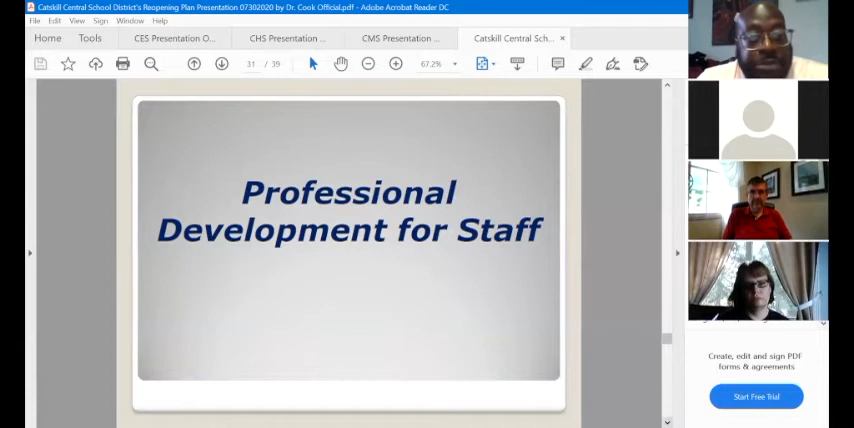 Catskill Central School District's Reopening Plan Presentation 07302020 by Dr. Cook Official.pdf - Adobe Acrobat Reader DC
File Edit View Sign Window Help
Home Tools CES Presentation O... CHS Presentation ... CMS Presentation ... Catskill Central Sch... ×
31 / 39 67.2%
Professional
Development for Staff
Create, edit and sign PDF
forms & agreements
Start Free Trial